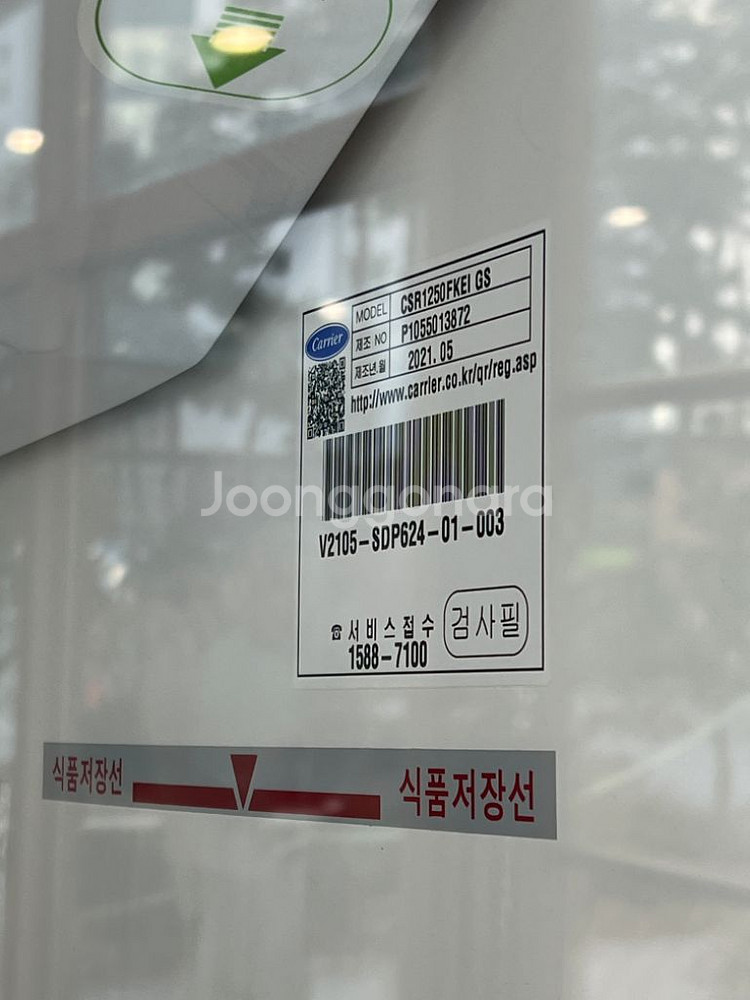 Carrier
MODEL CSR1250FKEI GS
제조 NO P1055013872
제조년.월 2021. 05
http://www.carrier.co.kr/qr/reg.asp
Joonggonara
V2105-SDP624-01-003
☎ 서비스접수
1588-7100
검사필
식품저장선 식품저장선